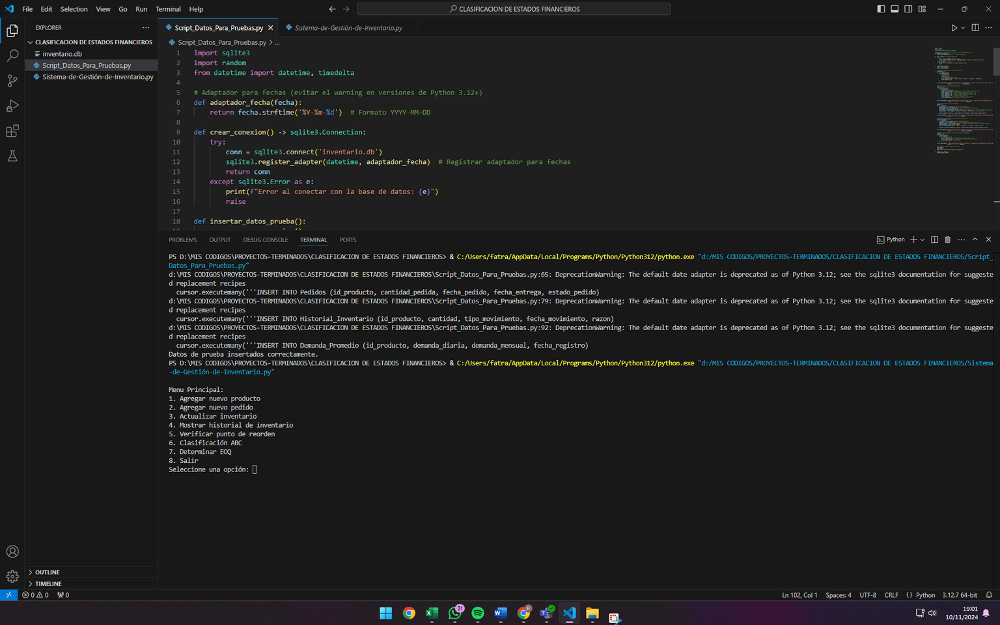 File Edit Selection View Go Run Terminal Help
CLASIFICACION DE ESTADOS FINANCIEROS
EXPLORER
CLASIFICACION DE ESTADOS FINANCIEROS
inventario.db
Script_Datos_Para_Pruebas.py
Sistema-de-Gestión-de-Inventario.py
OUTLINE
TIMELINE
Script_Datos_Para_Pruebas.py Sistema-de-Gestión-de-Inventario.py
Script_Datos_Para_Pruebas.py > ...
1 import sqlite3
2 import random
3 from datetime import datetime, timedelta
4
5 # Adaptador para fechas (evitar el warning en versiones de Python 3.12+)
6 def adaptador_fecha(fecha):
7 return fecha.strftime('%Y-%m-%d') # Formato YYYY-MM-DD
8
9 def crear_conexion() -> sqlite3.Connection:
10 try:
11 conn = sqlite3.connect('inventario.db')
12 sqlite3.register_adapter(datetime, adaptador_fecha) # Registrar adaptador para fechas
13 return conn
14 except sqlite3.Error as e:
15 print(f"Error al conectar con la base de datos: {e}")
16 raise
17
18 def insertar_datos_prueba():
PROBLEMS OUTPUT DEBUG CONSOLE TERMINAL PORTS
Python
PS D:\MIS CODIGOS\PROYECTOS-TERMINADOS\CLASIFICACION DE ESTADOS FINANCIEROS> & C:/Users/fatra/AppData/Local/Programs/Python/Python312/python.exe "d:/MIS CODIGOS/PROYECTOS-TERMINADOS/CLASIFICACION DE ESTADOS FINANCIEROS/Script_
Datos_Para_Pruebas.py"
d:\MIS CODIGOS\PROYECTOS-TERMINADOS\CLASIFICACION DE ESTADOS FINANCIEROS\Script_Datos_Para_Pruebas.py:65: DeprecationWarning: The default date adapter is deprecated as of Python 3.12; see the sqlite3 documentation for suggeste
d replacement recipes
cursor.executemany('''INSERT INTO Pedidos (id_producto, cantidad_pedida, fecha_pedido, fecha_entrega, estado_pedido)
d:\MIS CODIGOS\PROYECTOS-TERMINADOS\CLASIFICACION DE ESTADOS FINANCIEROS\Script_Datos_Para_Pruebas.py:79: DeprecationWarning: The default date adapter is deprecated as of Python 3.12; see the sqlite3 documentation for suggeste
d replacement recipes
cursor.executemany('''INSERT INTO Historial_Inventario (id_producto, cantidad, tipo_movimiento, fecha_movimiento, razon)
d:\MIS CODIGOS\PROYECTOS-TERMINADOS\CLASIFICACION DE ESTADOS FINANCIEROS\Script_Datos_Para_Pruebas.py:92: DeprecationWarning: The default date adapter is deprecated as of Python 3.12; see the sqlite3 documentation for suggeste
d replacement recipes
cursor.executemany('''INSERT INTO Demanda_Promedio (id_producto, demanda_diaria, demanda_mensual, fecha_registro)
Datos de prueba insertados correctamente.
PS D:\MIS CODIGOS\PROYECTOS-TERMINADOS\CLASIFICACION DE ESTADOS FINANCIEROS> & C:/Users/fatra/AppData/Local/Programs/Python/Python312/python.exe "d:/MIS CODIGOS/PROYECTOS-TERMINADOS/CLASIFICACION DE ESTADOS FINANCIEROS/Sistema
-de-Gestión-de-Inventario.py"
Menu Principal:
1. Agregar nuevo producto
2. Agregar nuevo pedido
3. Actualizar inventario
4. Mostrar historial de inventario
5. Verificar punto de reorden
6. Clasificación ABC
7. Determinar EOQ
8. Salir
Seleccione una opción:
0 0 0
Ln 102, Col 1 Spaces: 4 UTF-8 CRLF {} Python 3.12.7 64-bit
31
19:01
10/11/2024